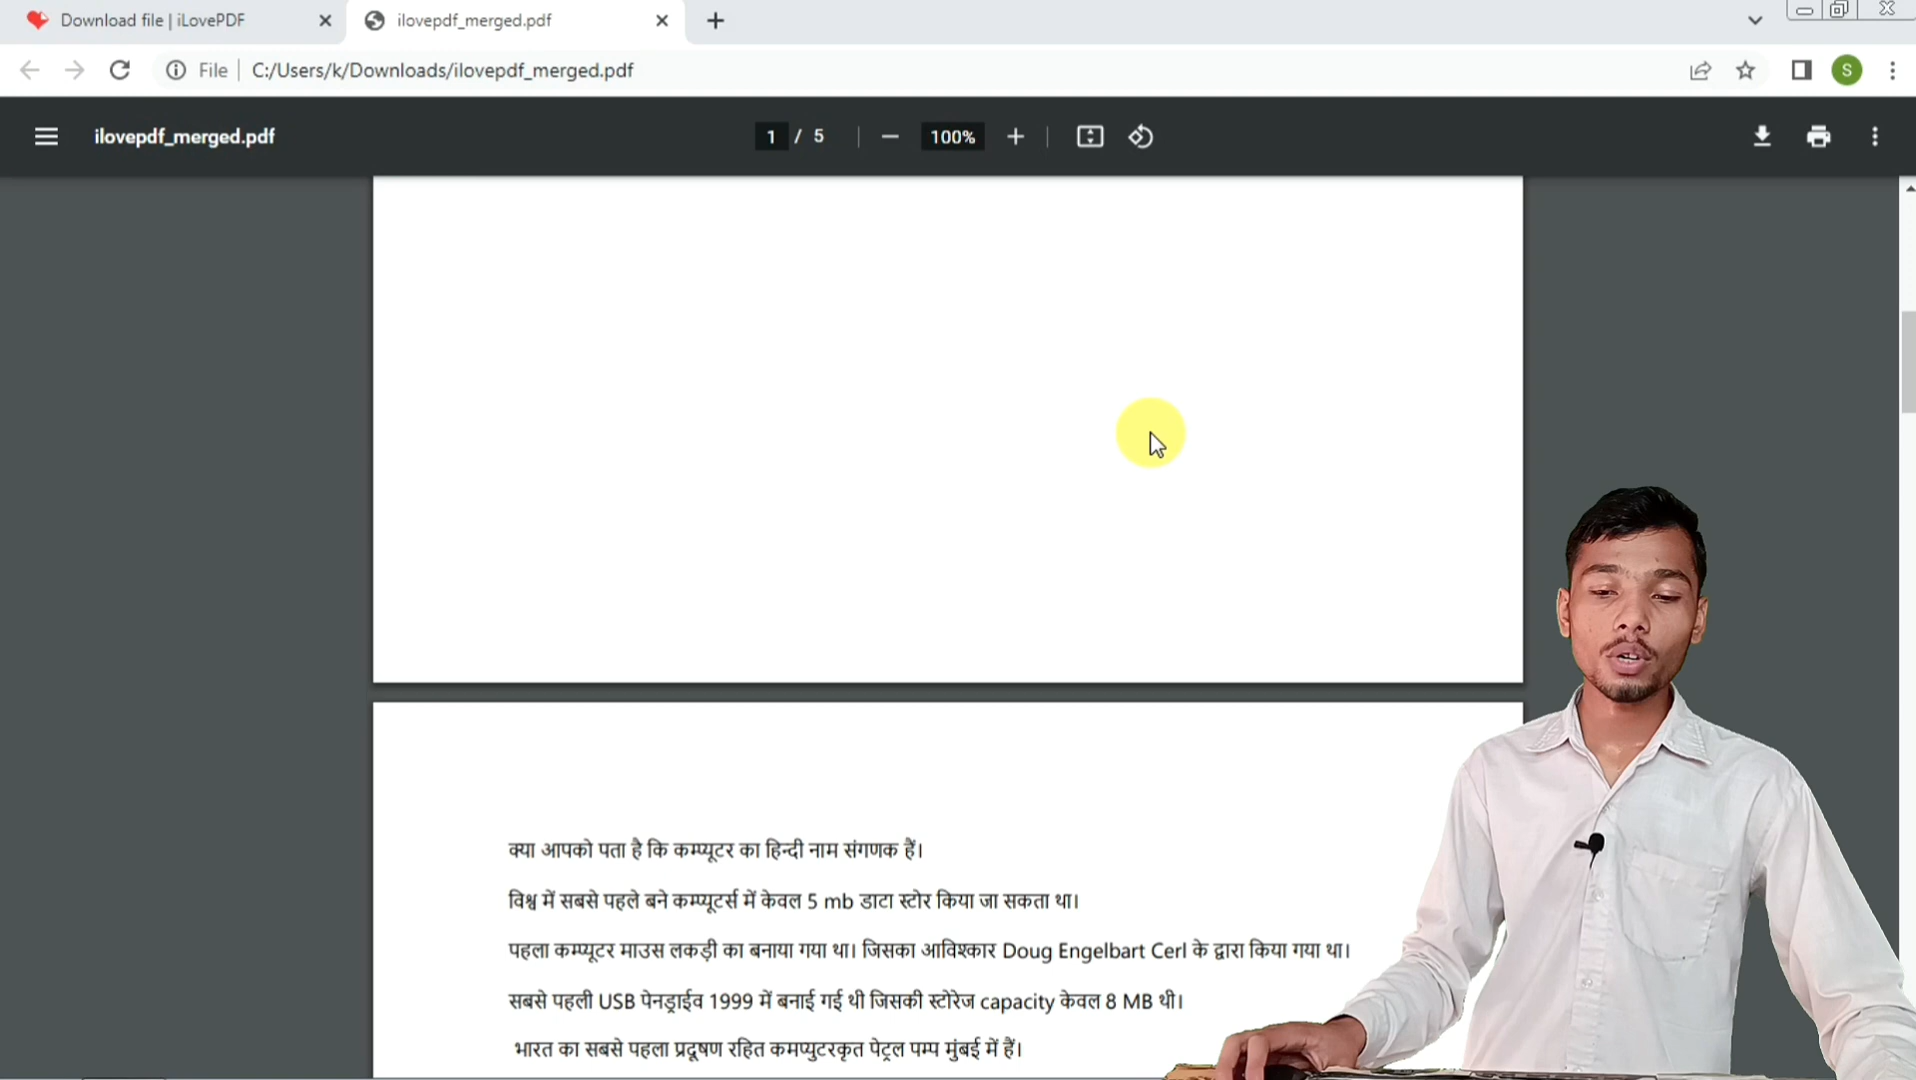 Download file | iLovePDF
ilovepdf_merged.pdf
File C:/Users/k/Downloads/ilovepdf_merged.pdf
S
ilovepdf_merged.pdf
1 / 5
100%
क्या आपको पता है कि कम्प्यूटर का हिन्दी नाम संगणक हैं।
विश्व में सबसे पहले बने कम्प्यूटर्स में केवल 5 mb डाटा स्टोर किया जा सकता था।
पहला कम्प्यूटर माउस लकड़ी का बनाया गया था। जिसका आविश्कार Doug Engelbart Cerl के द्वारा किया गया था।
सबसे पहली USB पेनड्राईव 1999 में बनाई गई थी जिसकी स्टोरेज capacity केवल 8 MB थी।
भारत का सबसे पहला प्रदूषण रहित कमप्युटरकृत पेट्रल पम्प मुंबई में हैं।